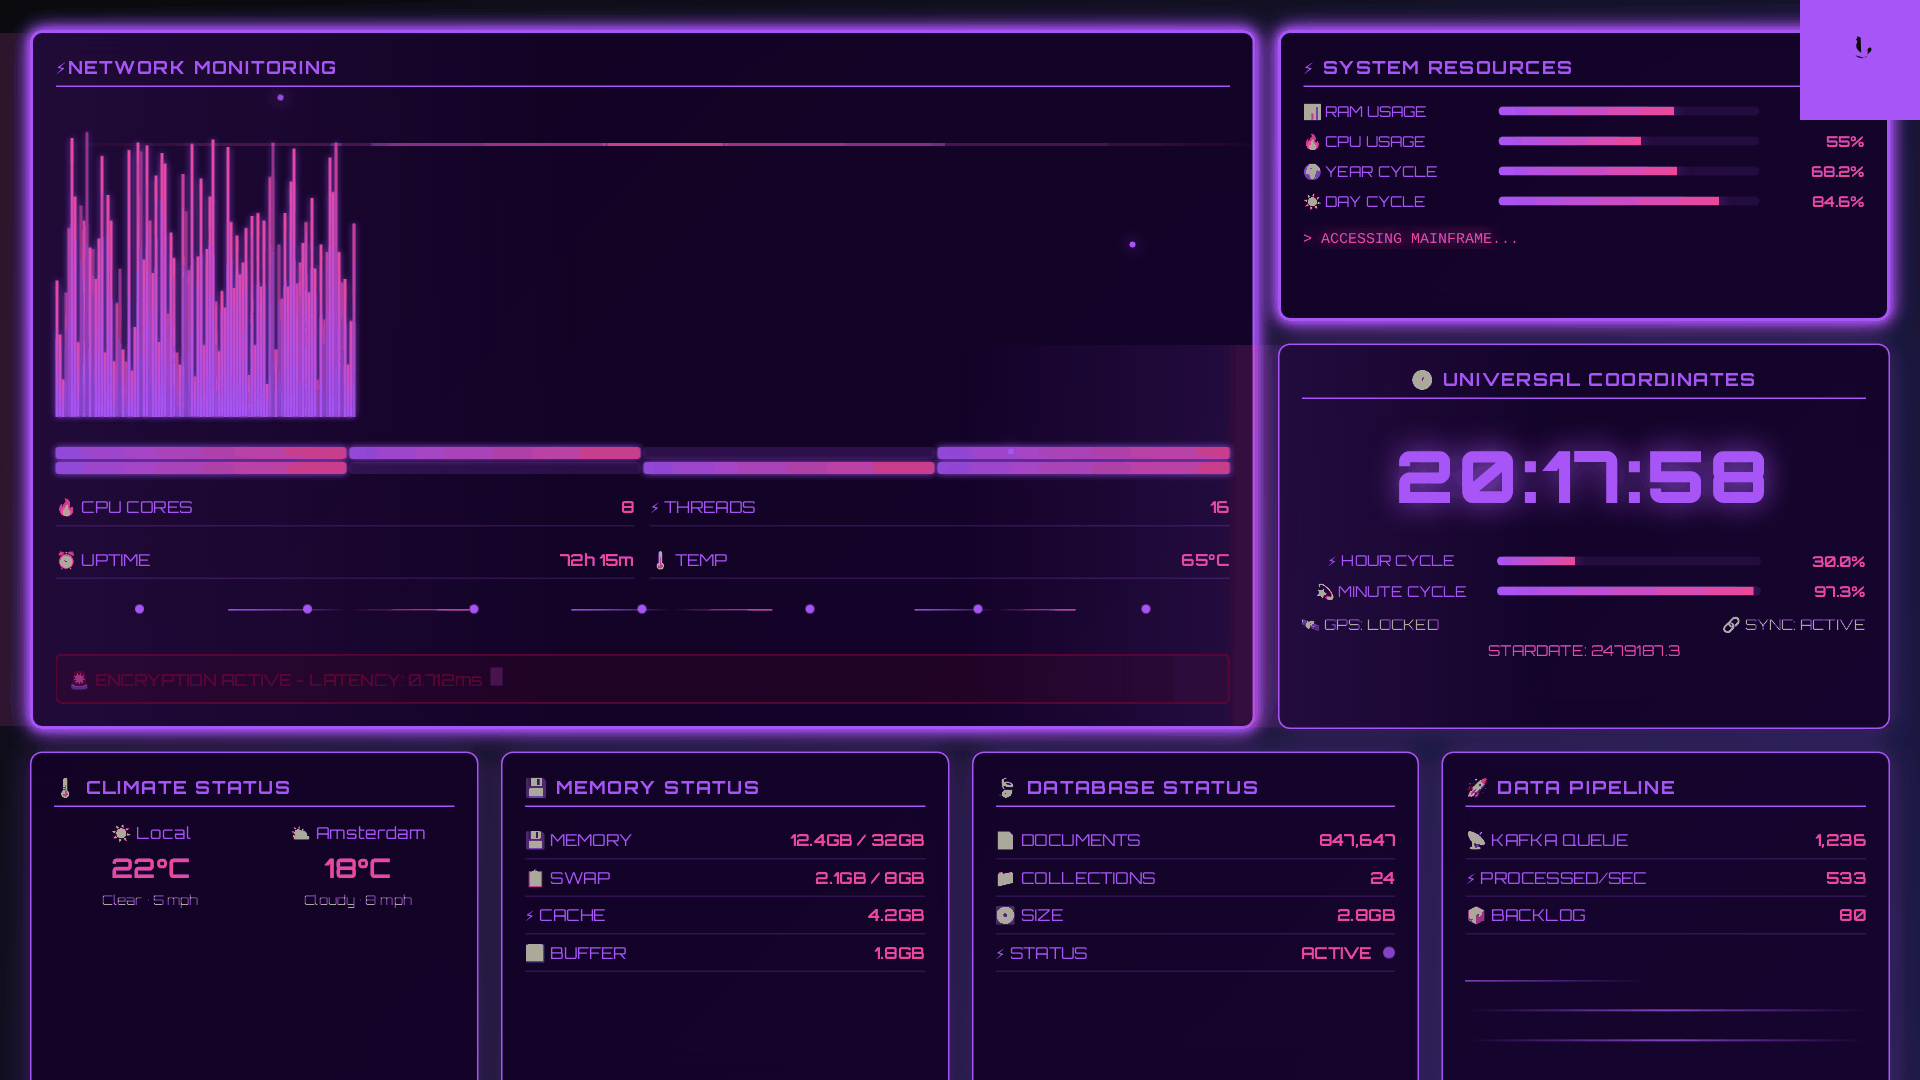 ⚡NETWORK MONITORING
🔥 CPU CORES 8
⚡ THREADS 16
⏰ UPTIME 72h 15m
🌡 TEMP 65°C
🚨 ENCRYPTION ACTIVE - LATENCY: 0.712ms
⚡ SYSTEM RESOURCES
📊 RAM USAGE
🔥 CPU USAGE 55%
🌍 YEAR CYCLE 68.2%
☀ DAY CYCLE 84.6%
> ACCESSING MAINFRAME...
UNIVERSAL COORDINATES
20:17:58
⚡ HOUR CYCLE 30.0%
💫 MINUTE CYCLE 97.3%
🛰 GPS: LOCKED
🔗 SYNC: ACTIVE
STARDATE: 2479187.3
🌡 CLIMATE STATUS
☀ Local
22°C
Clear · 5 mph
⛅ Amsterdam
18°C
Cloudy · 8 mph
💾 MEMORY STATUS
💾 MEMORY 12.4GB / 32GB
📋 SWAP 2.1GB / 8GB
⚡ CACHE 4.2GB
BUFFER 1.8GB
🍃 DATABASE STATUS
📄 DOCUMENTS 847,647
📁 COLLECTIONS 24
💽 SIZE 2.8GB
⚡ STATUS ACTIVE
🚀 DATA PIPELINE
📡 KAFKA QUEUE 1,236
⚡ PROCESSED/SEC 533
📦 BACKLOG 80